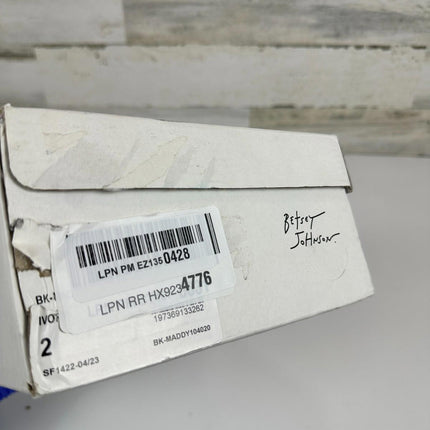 BEtsEy
JOHNSON.
LPN PM EZ1350428
LPN RR HX9234776
197369133262
2
BK-MADDY104020
SF1422-04/23